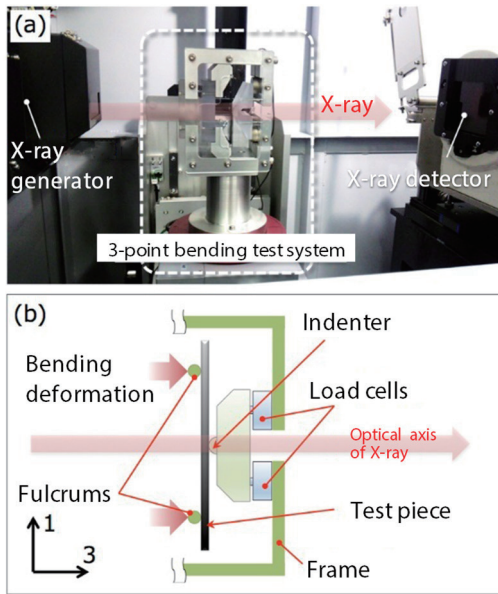 (a)
X-ray
X-ray
generator
X-ray detector
3-point bending test system
(b)
Indenter
Bending
deformation
Load cells
Optical axis
of X-ray
Fulcrums
Test piece
1
3
Frame